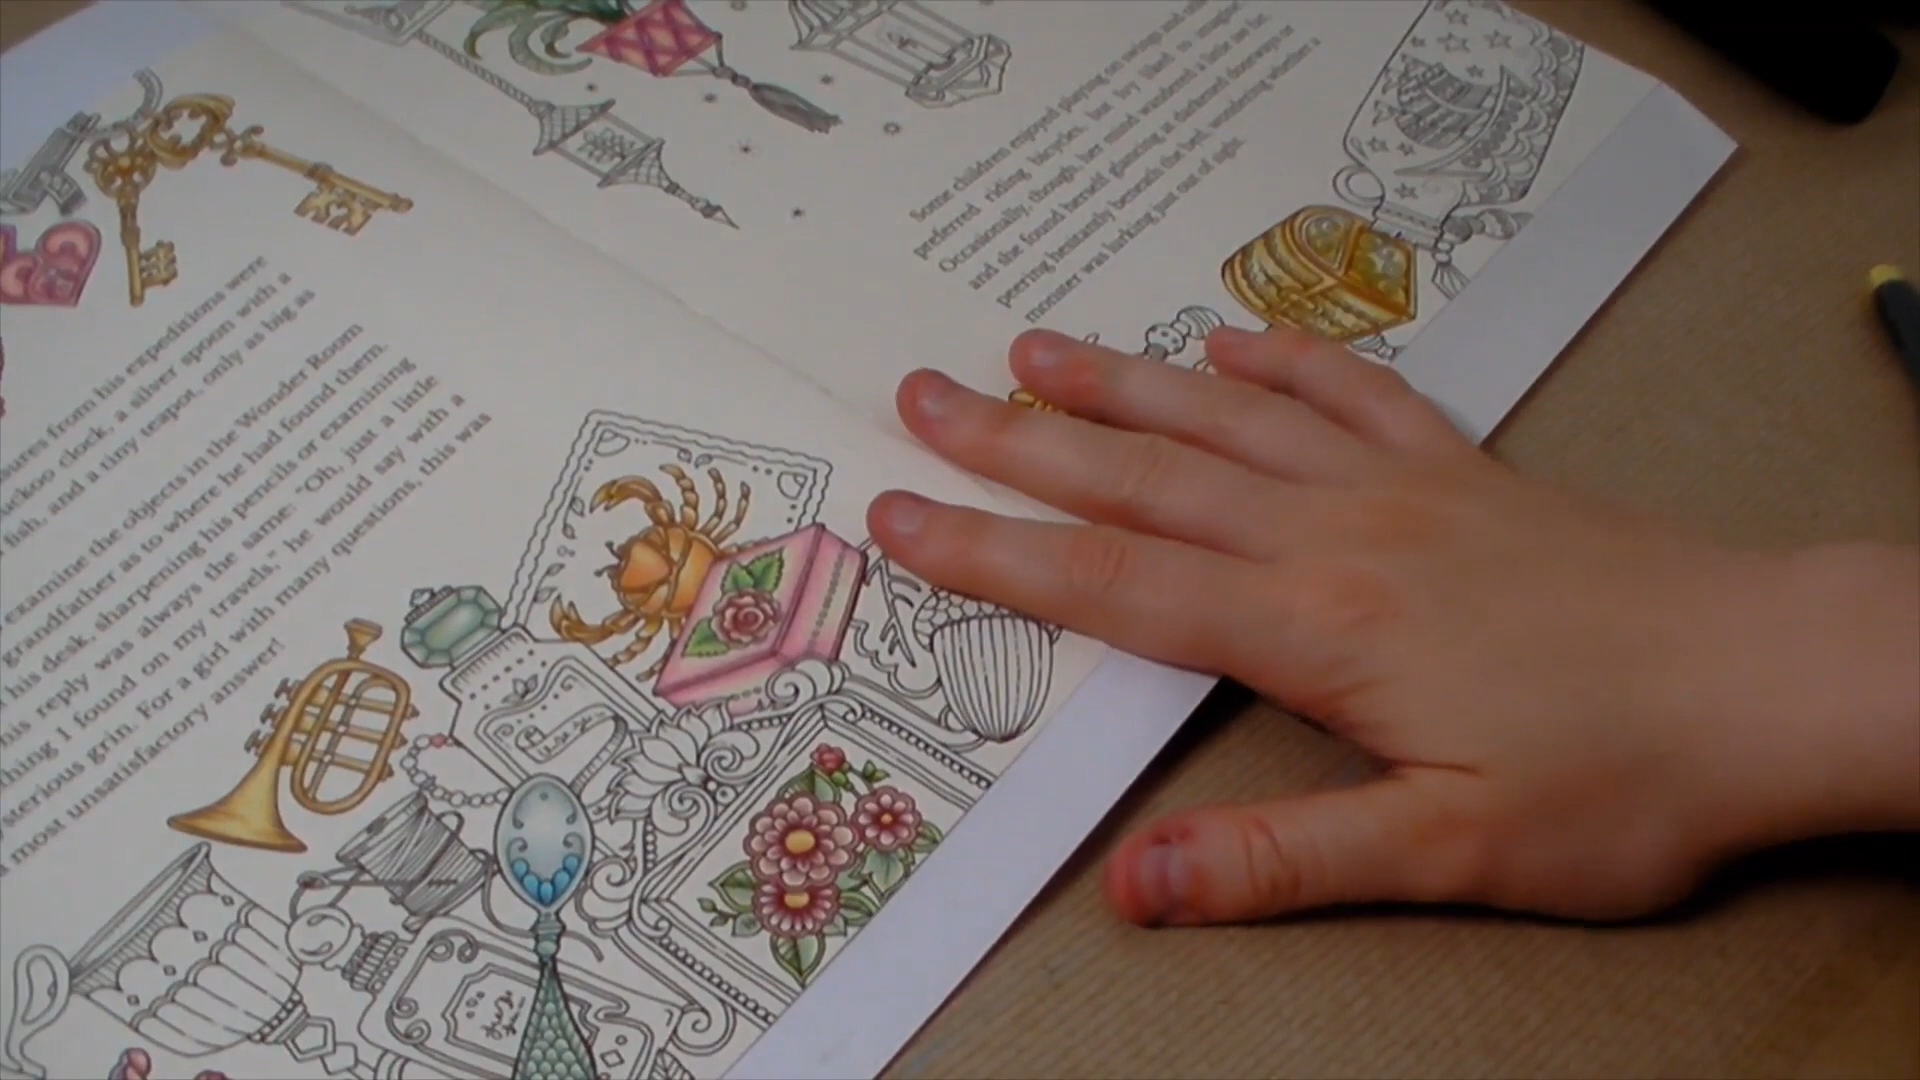 sures from his expeditions were
uckoo clock, a silver spoon with a
fish, and a tiny teapot, only as big as
examine the objects in the Wonder Room
grandfather as to where he had found them.
his desk, sharpening his pencils or examining
his reply was always the same: "Oh, just a little
thing I found on my travels," he would say with a
ysterious grin. For a girl with many questions, this was
a most unsatisfactory answer!
Some children enjoyed playing on swings and
preferred riding bicycles, but Ivy liked to imagine.
Occasionally, though, her mind wandered a little too far,
and she found herself glancing at darkened doorways or
peering hesitantly beneath the bed, wondering whether a
monster was lurking just out of sight.